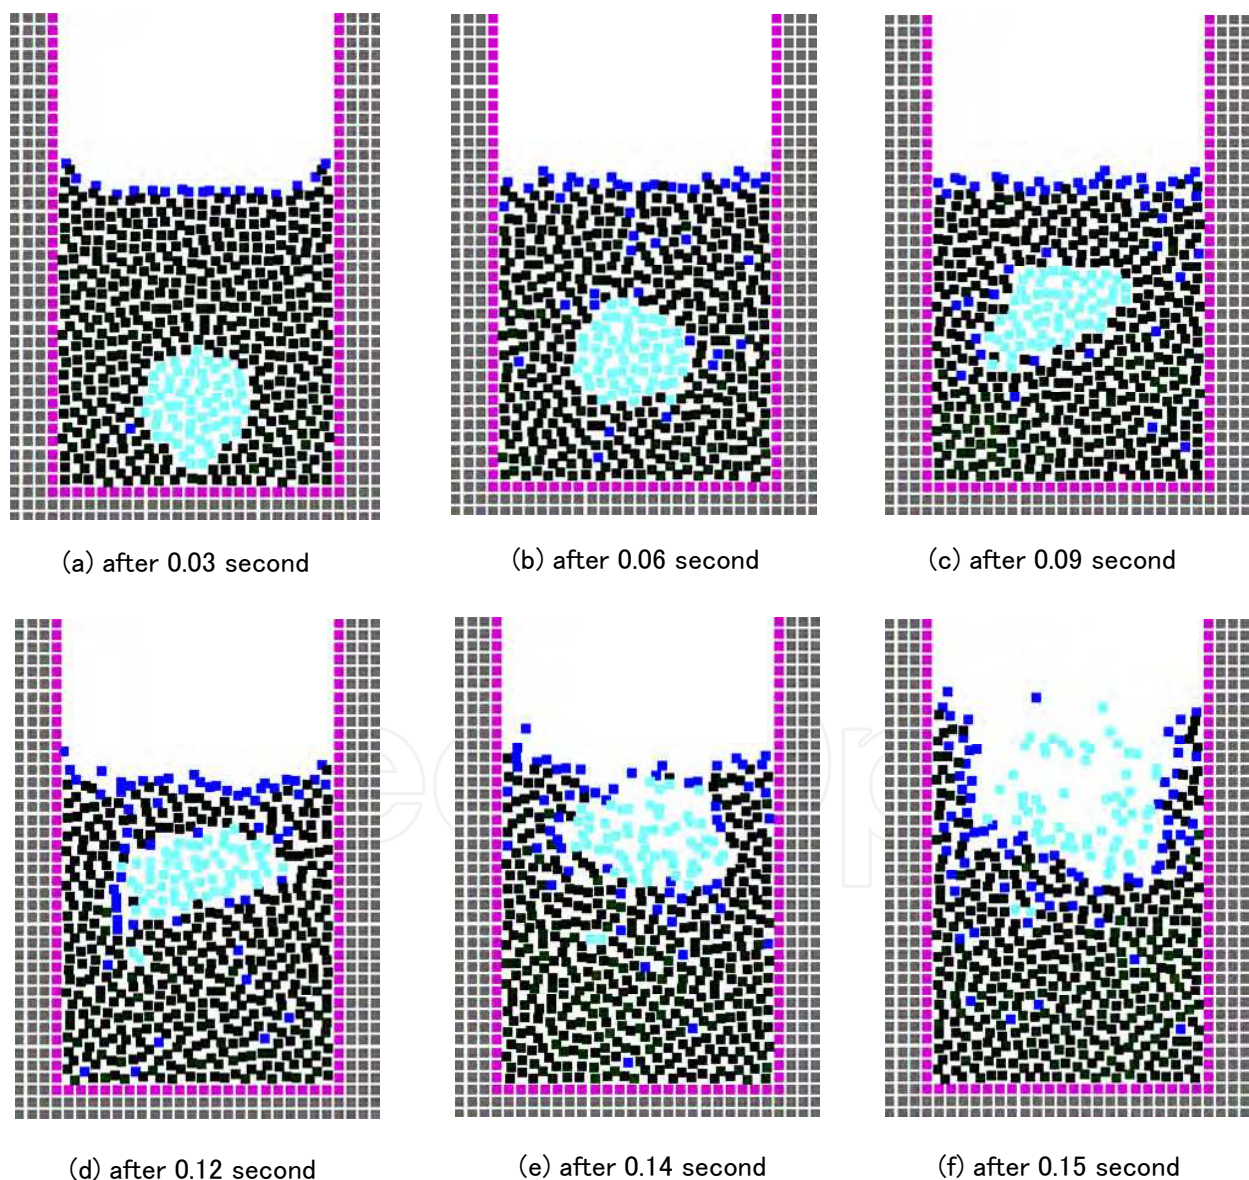 (a) after 0.03 second
(b) after 0.06 second
(c) after 0.09 second
(d) after 0.12 second
(e) after 0.14 second
(f) after 0.15 second